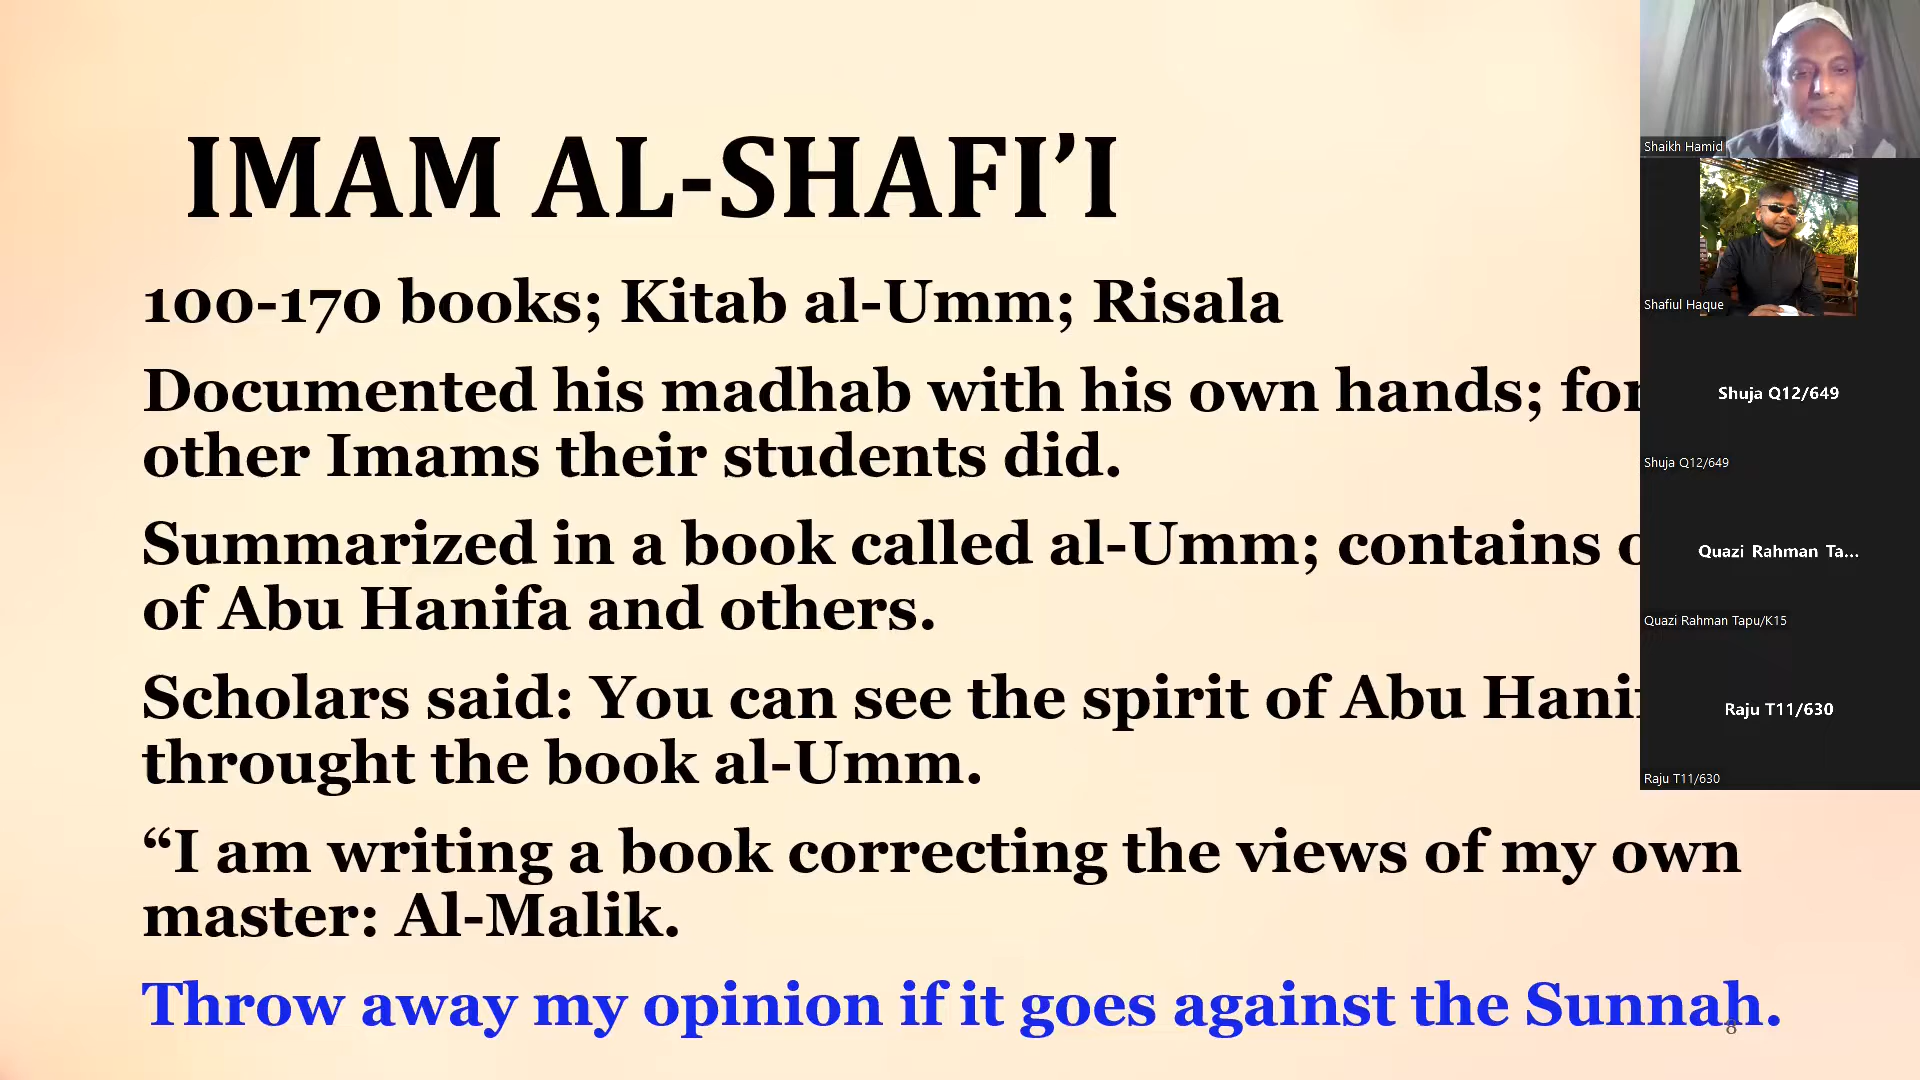 IMAM AL-SHAFI’I
100-170 books; Kitab al-Umm; Risala
Documented his madhab with his own hands; for
other Imams their students did.
Summarized in a book called al-Umm; contains
of Abu Hanifa and others.
Scholars said: You can see the spirit of Abu
throught the book al-Umm.
“I am writing a book correcting the views of my own
master: Al-Malik.
Throw away my opinion if it goes against the Sunnah.
8
Shaikh Hamid
Shafiul Haque
Shuja Q12/649
Shuja Q12/649
Quazi Rahman Ta...
Quazi Rahman Tapu/K15
Raju T11/630
Raju T11/630